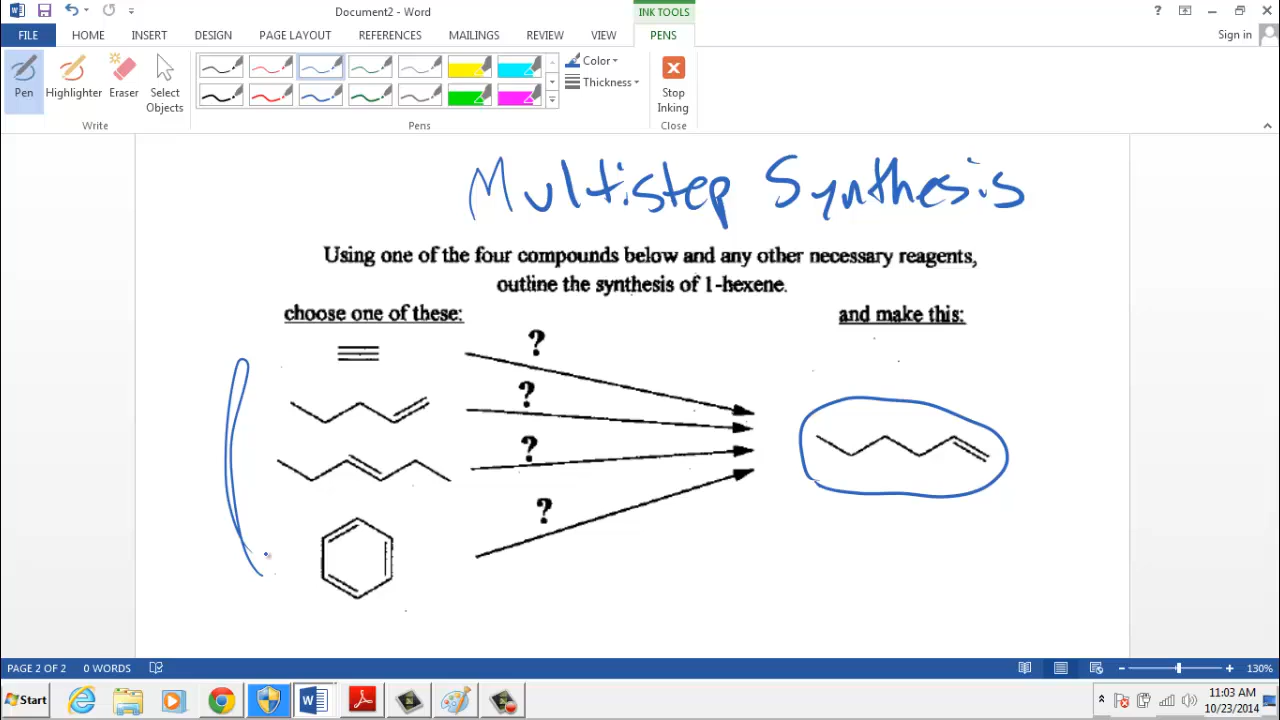 Document2 - Word
INK TOOLS
? 
Sign in
FILE HOME INSERT DESIGN PAGE LAYOUT REFERENCES MAILINGS REVIEW VIEW PENS
Pen Highlighter Eraser Select Objects
Color
Thickness
Stop Inking
Write Pens Close
Multistep Synthesis
Using one of the four compounds below and any other necessary reagents,
outline the synthesis of 1-hexene.
choose one of these: and make this:
?
?
?
?
PAGE 2 OF 2 0 WORDS 130%
Start 11:03 AM
10/23/2014